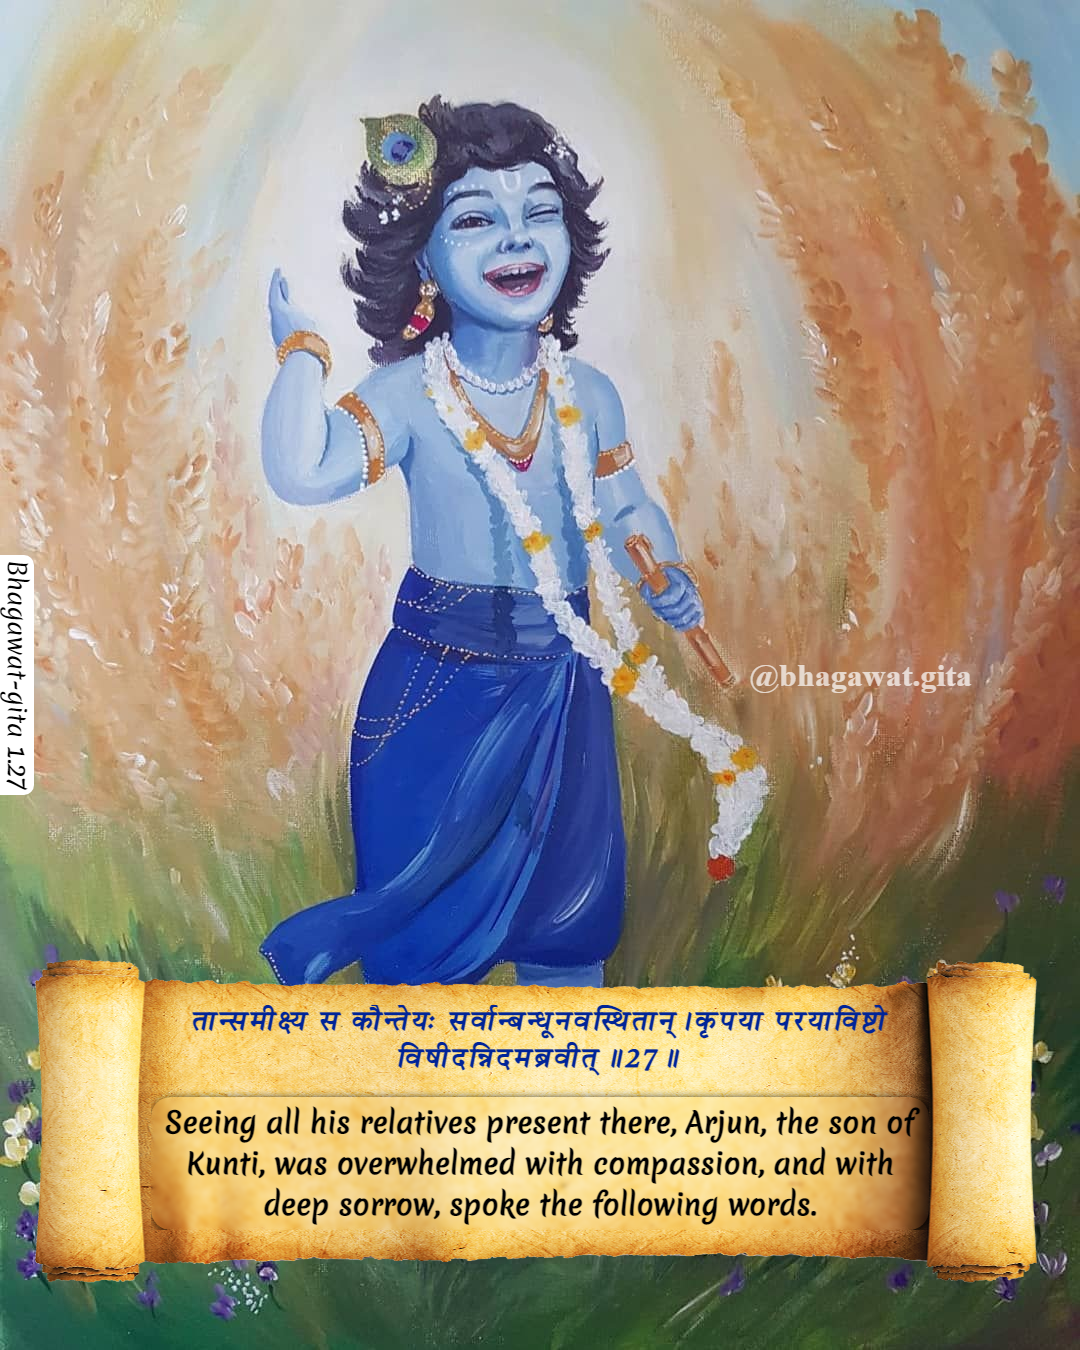 Bhagawat-gita 1.27
@bhagawat.gita
तान्समीक्ष्य स कौन्तेयः सर्वान्बन्धूनवस्थितान्।कृपया परयाविष्टो
विषीदन्निदमब्रवीत् ॥27॥
Seeing all his relatives present there, Arjun, the son of
Kunti, was overwhelmed with compassion, and with
deep sorrow, spoke the following words.